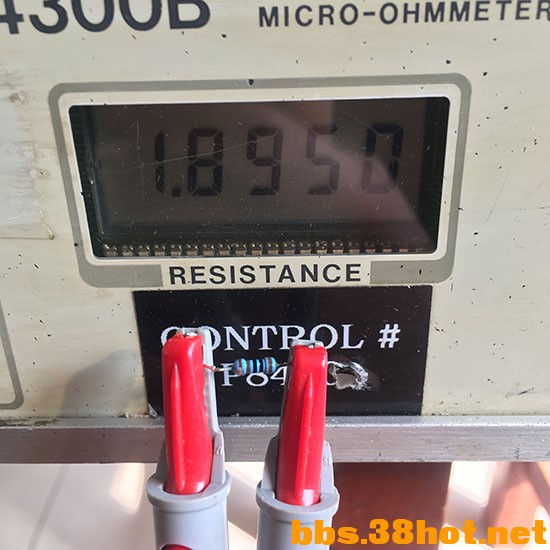 4300B
MICRO-OHMMETER
1.8950
RESISTANCE
CONTROL #
bbs.38hot.net